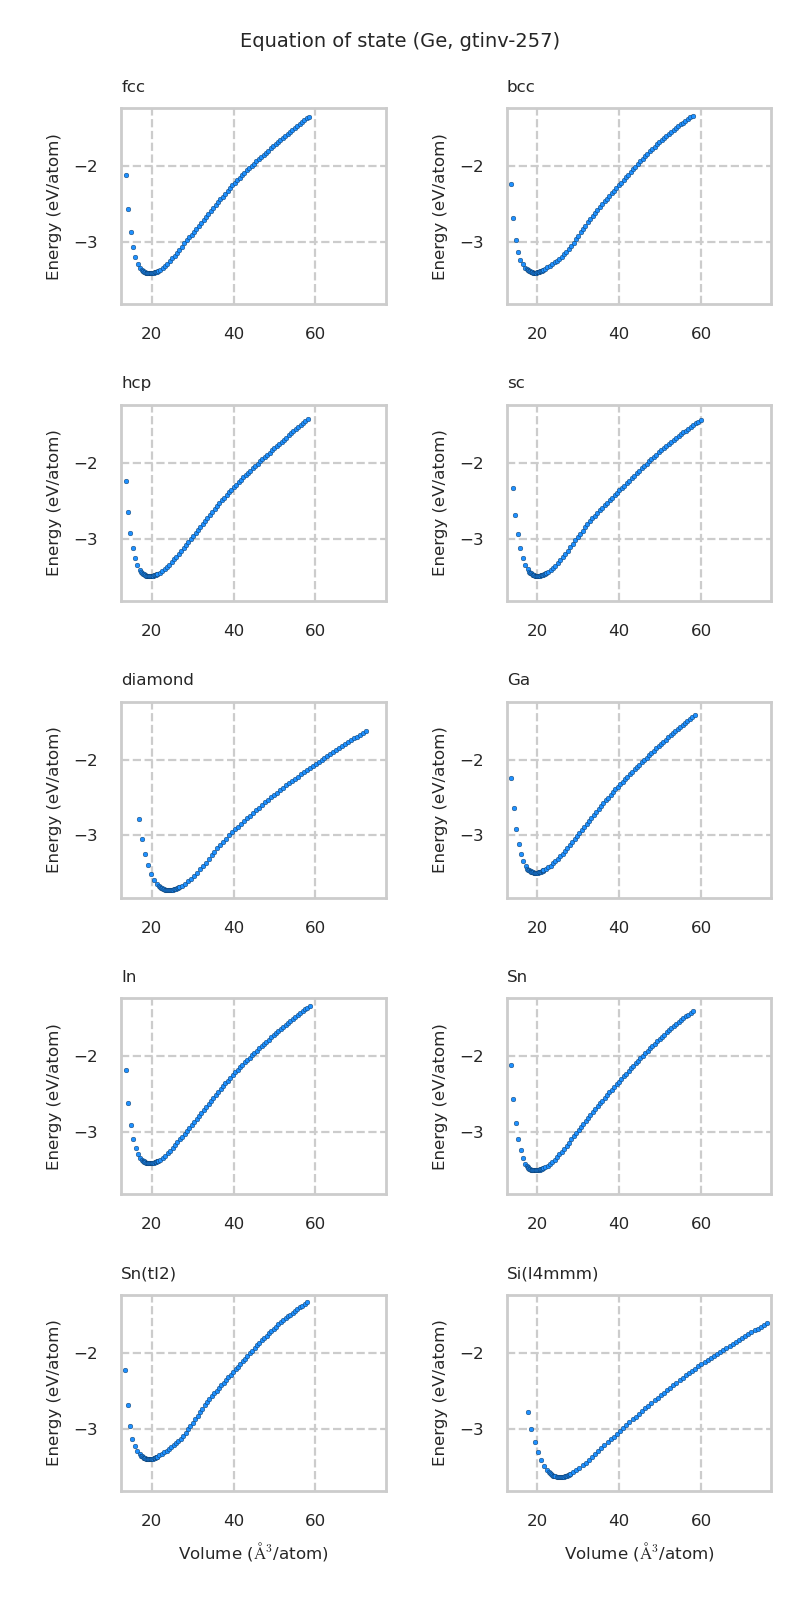 Equation of state (Ge, gtinv-257)
fcc
bcc
Energy (eV/atom)
−2
−3
20 40 60
Energy (eV/atom)
−2
−3
20 40 60
hcp
sc
Energy (eV/atom)
−2
−3
20 40 60
Energy (eV/atom)
−2
−3
20 40 60
diamond
Ga
Energy (eV/atom)
−2
−3
20 40 60
Energy (eV/atom)
−2
−3
20 40 60
In
Sn
Energy (eV/atom)
−2
−3
20 40 60
Energy (eV/atom)
−2
−3
20 40 60
Sn(tI2)
Si(I4mmm)
Energy (eV/atom)
−2
−3
20 40 60
Volume (Å³/atom)
Energy (eV/atom)
−2
−3
20 40 60
Volume (Å³/atom)